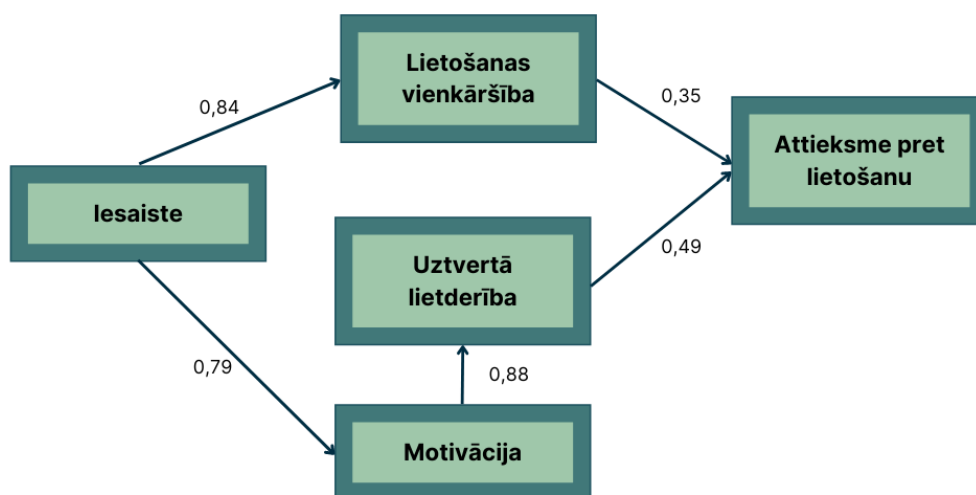 Lietošanas
vienkāršība
0,84
0,35
Attieksme pret
lietošanu
Iesaiste
Uztvertā
lietderība
0,49
0,79
0,88
Motivācija